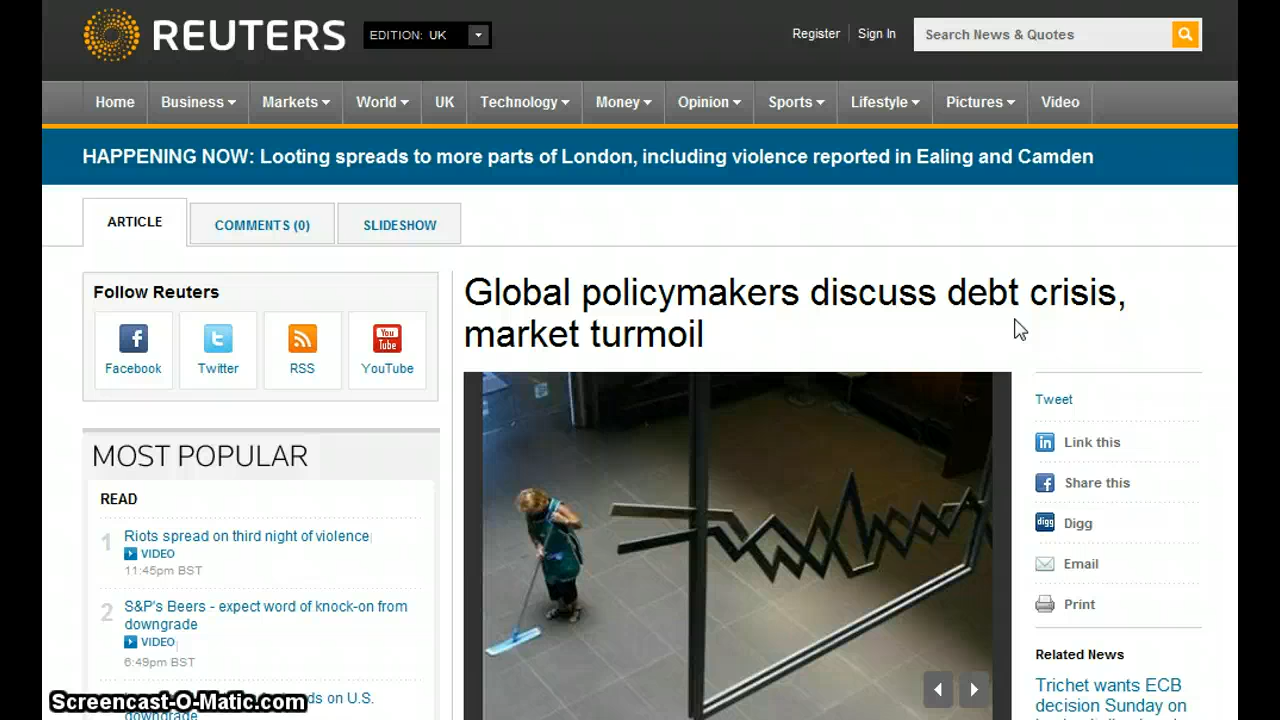 REUTERS
EDITION: UK
Register
Sign In
Search News & Quotes
Home
Business
Markets
World
UK
Technology
Money
Opinion
Sports
Lifestyle
Pictures
Video
HAPPENING NOW: Looting spreads to more parts of London, including violence reported in Ealing and Camden
ARTICLE
COMMENTS (0)
SLIDESHOW
Follow Reuters
Facebook
Twitter
RSS
YouTube
MOST POPULAR
READ
1
Riots spread on third night of violence
VIDEO
11:45pm BST
2
S&P's Beers - expect word of knock-on from
downgrade
VIDEO
6:49pm BST
on U.S.
downgrade
Global policymakers discuss debt crisis,
market turmoil
Tweet
Link this
Share this
Digg
Email
Print
Related News
Trichet wants ECB
decision Sunday on
Screencast-O-Matic.com